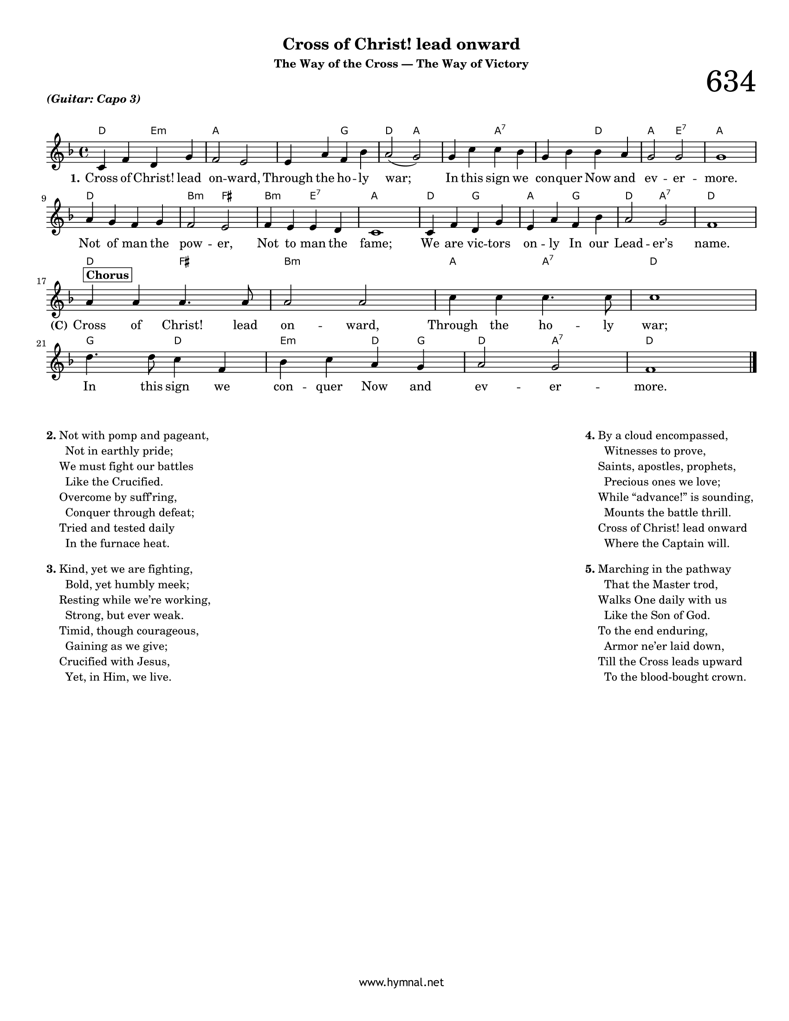 Cross of Christ! lead onward
The Way of the Cross — The Way of Victory
634
(Guitar: Capo 3)
D Em A G D A A7 D A E7 A
1. Cross of Christ! lead on-ward, Through the ho-ly war; In this sign we conquer Now and ev - er - more.
9 D Bm F♯ Bm E7 A D G A G D A7 D
Not of man the pow - er, Not to man the fame; We are vic-tors on-ly In our Lead-er's name.
D F♯ Bm A A7 D
Chorus
17
(C) Cross of Christ! lead on - ward, Through the ho - ly war;
21 G D Em D G D A7 D
In this sign we con - quer Now and ev - er - more.
2. Not with pomp and pageant,
Not in earthly pride;
We must fight our battles
Like the Crucified.
Overcome by suff'ring,
Conquer through defeat;
Tried and tested daily
In the furnace heat.
3. Kind, yet we are fighting,
Bold, yet humbly meek;
Resting while we're working,
Strong, but ever weak.
Timid, though courageous,
Gaining as we give;
Crucified with Jesus,
Yet, in Him, we live.
4. By a cloud encompassed,
Witnesses to prove,
Saints, apostles, prophets,
Precious ones we love;
While “advance!” is sounding,
Mounts the battle thrill.
Cross of Christ! lead onward
Where the Captain will.
5. Marching in the pathway
That the Master trod,
Walks One daily with us
Like the Son of God.
To the end enduring,
Armor ne'er laid down,
Till the Cross leads upward
To the blood-bought crown.
www.hymnal.net